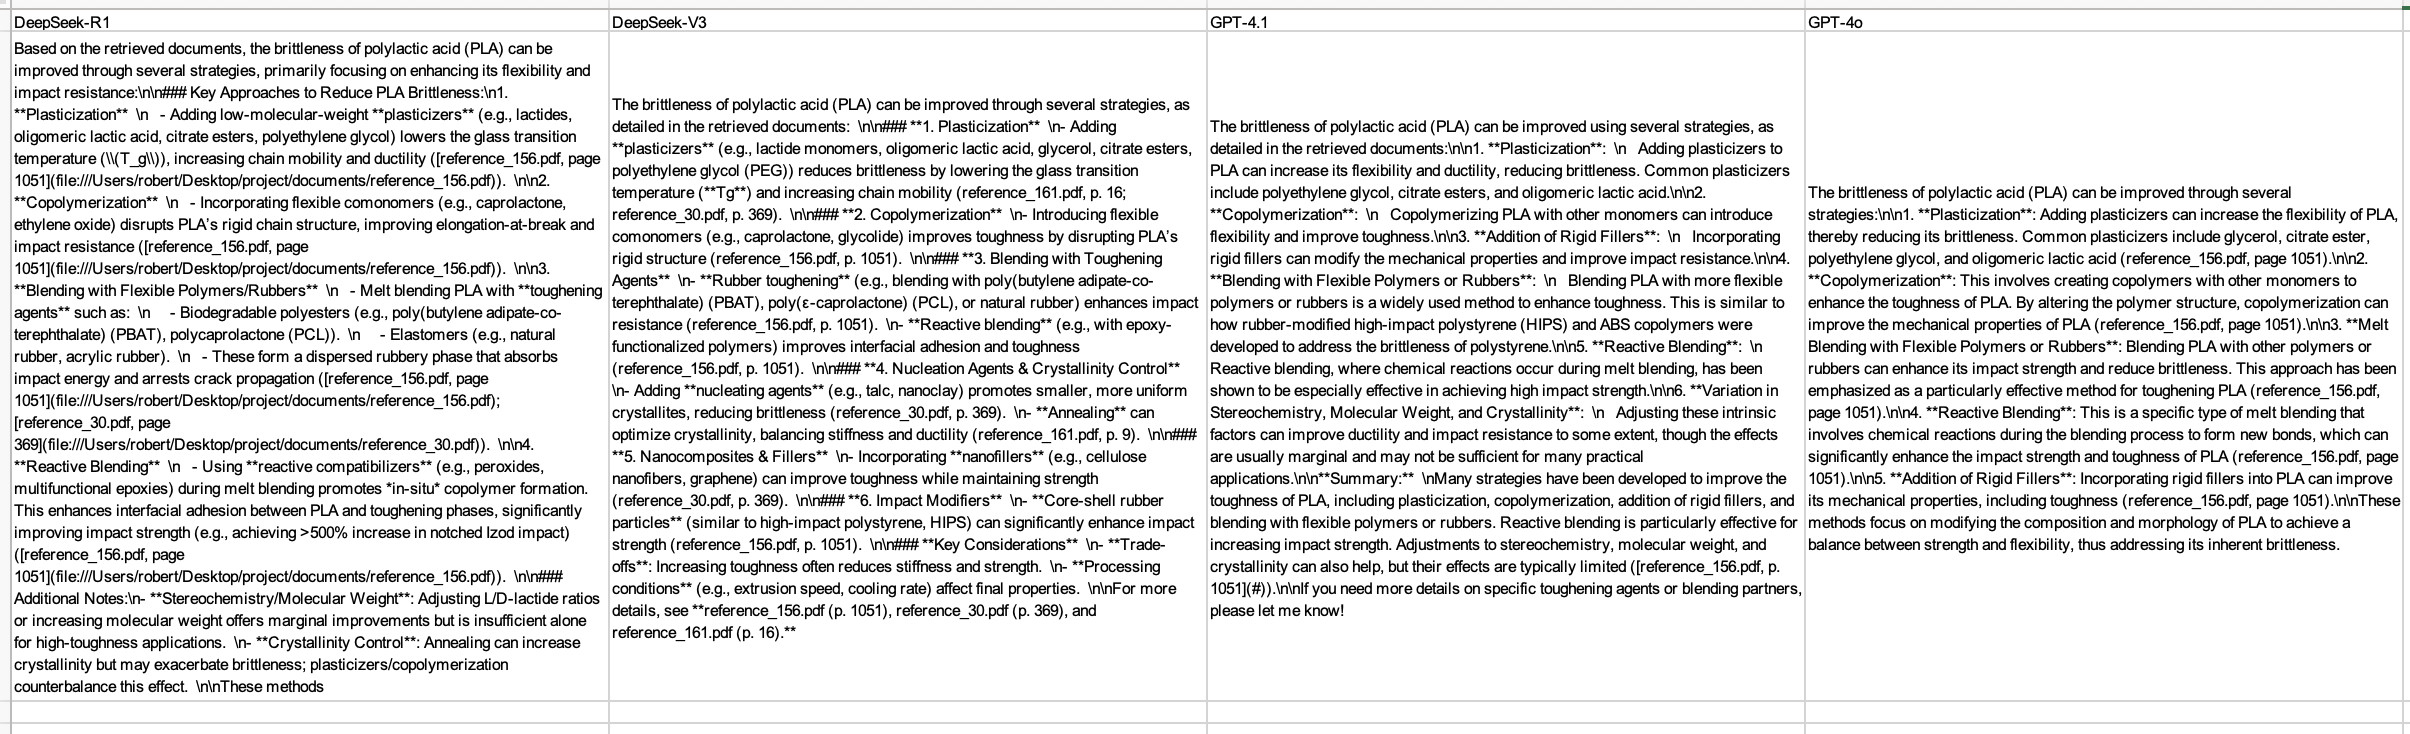 DeepSeek-R1
Based on the retrieved documents, the brittleness of polylactic acid (PLA) can be
improved through several strategies, primarily focusing on enhancing its flexibility and
impact resistance:\n\n### Key Approaches to Reduce PLA Brittleness:\n1.
**Plasticization**  \n   - Adding low-molecular-weight **plasticizers** (e.g., lactides,
oligomeric lactic acid, citrate esters, polyethylene glycol) lowers the glass transition
temperature (\\(T_g\\)), increasing chain mobility and ductility ([reference_156.pdf, page
1051](file:///Users/robert/Desktop/project/documents/reference_156.pdf)).  \n\n2.
**Copolymerization**  \n   - Incorporating flexible comonomers (e.g., caprolactone,
ethylene oxide) disrupts PLA’s rigid chain structure, improving elongation-at-break and
impact resistance ([reference_156.pdf, page
1051](file:///Users/robert/Desktop/project/documents/reference_156.pdf)).  \n\n3.
**Blending with Flexible Polymers/Rubbers**  \n   - Melt blending PLA with **toughening
agents** such as:  \n     - Biodegradable polyesters (e.g., poly(butylene adipate-co-
terephthalate) (PBAT), polycaprolactone (PCL)).  \n     - Elastomers (e.g., natural
rubber, acrylic rubber).  \n   - These form a dispersed rubbery phase that absorbs
impact energy and arrests crack propagation ([reference_156.pdf, page
1051](file:///Users/robert/Desktop/project/documents/reference_156.pdf);
[reference_30.pdf, page
369](file:///Users/robert/Desktop/project/documents/reference_30.pdf)).  \n\n4.
**Reactive Blending**  \n   - Using **reactive compatibilizers** (e.g., peroxides,
multifunctional epoxies) during melt blending promotes *in-situ* copolymer formation.
This enhances interfacial adhesion between PLA and toughening phases, significantly
improving impact strength (e.g., achieving >500% increase in notched Izod impact)
([reference_156.pdf, page
1051](file:///Users/robert/Desktop/project/documents/reference_156.pdf)).  \n\n###
Additional Notes:\n- **Stereochemistry/Molecular Weight**: Adjusting L/D-lactide ratios
or increasing molecular weight offers marginal improvements but is insufficient alone
for high-toughness applications.  \n- **Crystallinity Control**: Annealing can increase
crystallinity but may exacerbate brittleness; plasticizers/copolymerization
counterbalance this effect.  \n\nThese methods
DeepSeek-V3
The brittleness of polylactic acid (PLA) can be improved through several strategies, as
detailed in the retrieved documents:  \n\n### **1. Plasticization**  \n- Adding
**plasticizers** (e.g., lactide monomers, oligomeric lactic acid, glycerol, citrate esters,
polyethylene glycol (PEG)) reduces brittleness by lowering the glass transition
temperature (**Tg**) and increasing chain mobility (reference_161.pdf, p. 16;
reference_30.pdf, p. 369).  \n\n### **2. Copolymerization**  \n- Introducing flexible
comonomers (e.g., caprolactone, glycolide) improves toughness by disrupting PLA’s
rigid structure (reference_156.pdf, p. 1051).  \n\n### **3. Blending with Toughening
Agents**  \n- **Rubber toughening** (e.g., blending with poly(butylene adipate-co-
terephthalate) (PBAT), poly(ε-caprolactone) (PCL), or natural rubber) enhances impact
resistance (reference_156.pdf, p. 1051).  \n- **Reactive blending** (e.g., with epoxy-
functionalized polymers) improves interfacial adhesion and toughness
(reference_156.pdf, p. 1051).  \n\n### **4. Nucleation Agents & Crystallinity Control**
\n- Adding **nucleating agents** (e.g., talc, nanoclay) promotes smaller, more uniform
crystallites, reducing brittleness (reference_30.pdf, p. 369).  \n- **Annealing** can
optimize crystallinity, balancing stiffness and ductility (reference_161.pdf, p. 9).  \n\n###
**5. Nanocomposites & Fillers**  \n- Incorporating **nanofillers** (e.g., cellulose
nanofibers, graphene) can improve toughness while maintaining strength
(reference_30.pdf, p. 369).  \n\n### **6. Impact Modifiers**  \n- **Core-shell rubber
particles** (similar to high-impact polystyrene, HIPS) can significantly enhance impact
strength (reference_156.pdf, p. 1051).  \n\n### **Key Considerations**  \n- **Trade-
offs**: Increasing toughness often reduces stiffness and strength.  \n- **Processing
conditions** (e.g., extrusion speed, cooling rate) affect final properties.  \n\nFor more
details, see **reference_156.pdf (p. 1051), reference_30.pdf (p. 369), and
reference_161.pdf (p. 16).**
GPT-4.1
The brittleness of polylactic acid (PLA) can be improved using several strategies, as
detailed in the retrieved documents:\n\n1. **Plasticization**:  \n   Adding plasticizers to
PLA can increase its flexibility and ductility, reducing brittleness. Common plasticizers
include polyethylene glycol, citrate esters, and oligomeric lactic acid.\n\n2.
**Copolymerization**:  \n   Copolymerizing PLA with other monomers can introduce
flexibility and improve toughness.\n\n3. **Addition of Rigid Fillers**:  \n   Incorporating
rigid fillers can modify the mechanical properties and improve impact resistance.\n\n4.
**Blending with Flexible Polymers or Rubbers**:  \n   Blending PLA with more flexible
polymers or rubbers is a widely used method to enhance toughness. This is similar to
how rubber-modified high-impact polystyrene (HIPS) and ABS copolymers were
developed to address the brittleness of polystyrene.\n\n5. **Reactive Blending**:  \n
Reactive blending, where chemical reactions occur during melt blending, has been
shown to be especially effective in achieving high impact strength.\n\n6. **Variation in
Stereochemistry, Molecular Weight, and Crystallinity**:  \n   Adjusting these intrinsic
factors can improve ductility and impact resistance to some extent, though the effects
are usually marginal and may not be sufficient for many practical
applications.\n\n**Summary:**  \nMany strategies have been developed to improve the
toughness of PLA, including plasticization, copolymerization, addition of rigid fillers, and
blending with flexible polymers or rubbers. Reactive blending is particularly effective for
increasing impact strength. Adjustments to stereochemistry, molecular weight, and
crystallinity can also help, but their effects are typically limited ([reference_156.pdf, p.
1051](#)).\n\nIf you need more details on specific toughening agents or blending partners,
please let me know!
GPT-4o
The brittleness of polylactic acid (PLA) can be improved through several
strategies:\n\n1. **Plasticization**: Adding plasticizers can increase the flexibility of PLA,
thereby reducing its brittleness. Common plasticizers include glycerol, citrate ester,
polyethylene glycol, and oligomeric lactic acid (reference_156.pdf, page 1051).\n\n2.
**Copolymerization**: This involves creating copolymers with other monomers to
enhance the toughness of PLA. By altering the polymer structure, copolymerization can
improve the mechanical properties of PLA (reference_156.pdf, page 1051).\n\n3. **Melt
Blending with Flexible Polymers or Rubbers**: Blending PLA with other polymers or
rubbers can enhance its impact strength and reduce brittleness. This approach has been
emphasized as a particularly effective method for toughening PLA (reference_156.pdf,
page 1051).\n\n4. **Reactive Blending**: This is a specific type of melt blending that
involves chemical reactions during the blending process to form new bonds, which can
significantly enhance the impact strength and toughness of PLA (reference_156.pdf, page
1051).\n\n5. **Addition of Rigid Fillers**: Incorporating rigid fillers into PLA can improve
its mechanical properties, including toughness (reference_156.pdf, page 1051).\n\nThese
methods focus on modifying the composition and morphology of PLA to achieve a
balance between strength and flexibility, thus addressing its inherent brittleness.